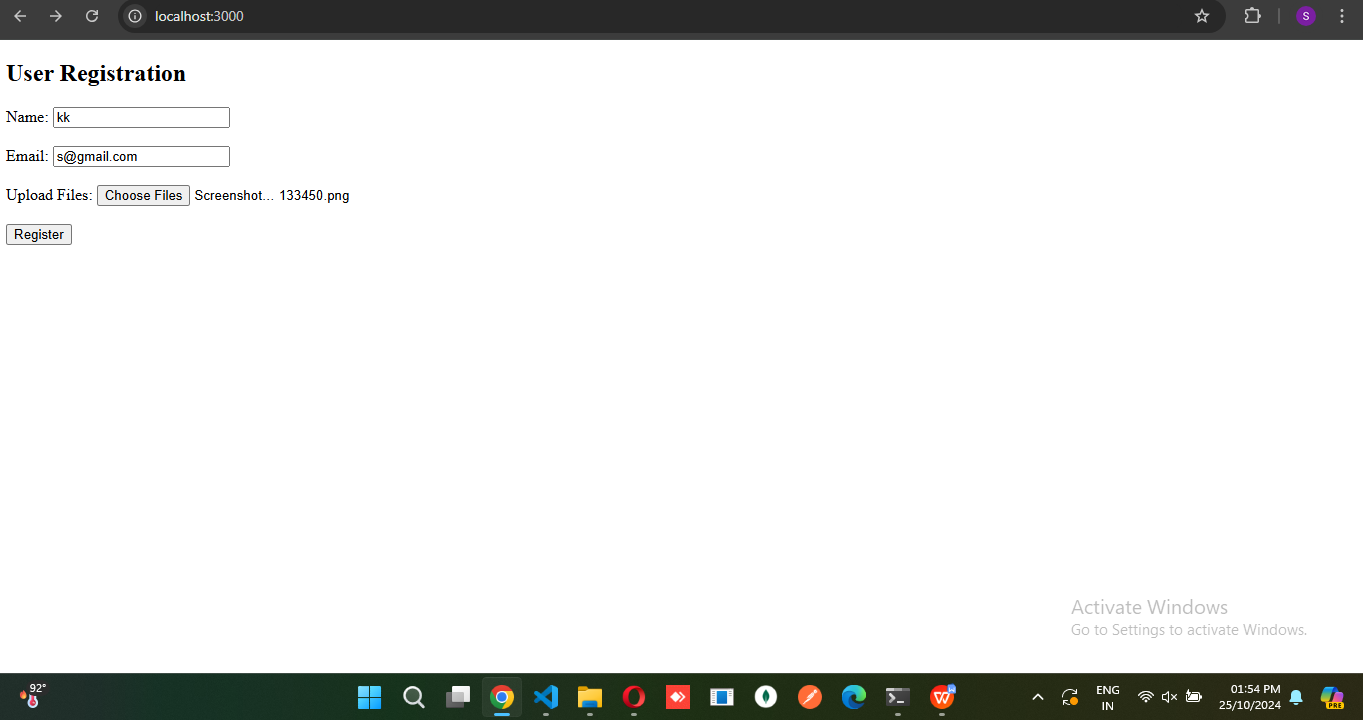 localhost:3000
S
User Registration
Name: kk
Email: s@gmail.com
Upload Files: Choose Files Screenshot... 133450.png
Register
Activate Windows
Go to Settings to activate Windows.
92°
ENG
IN
01:54 PM
25/10/2024
PRE